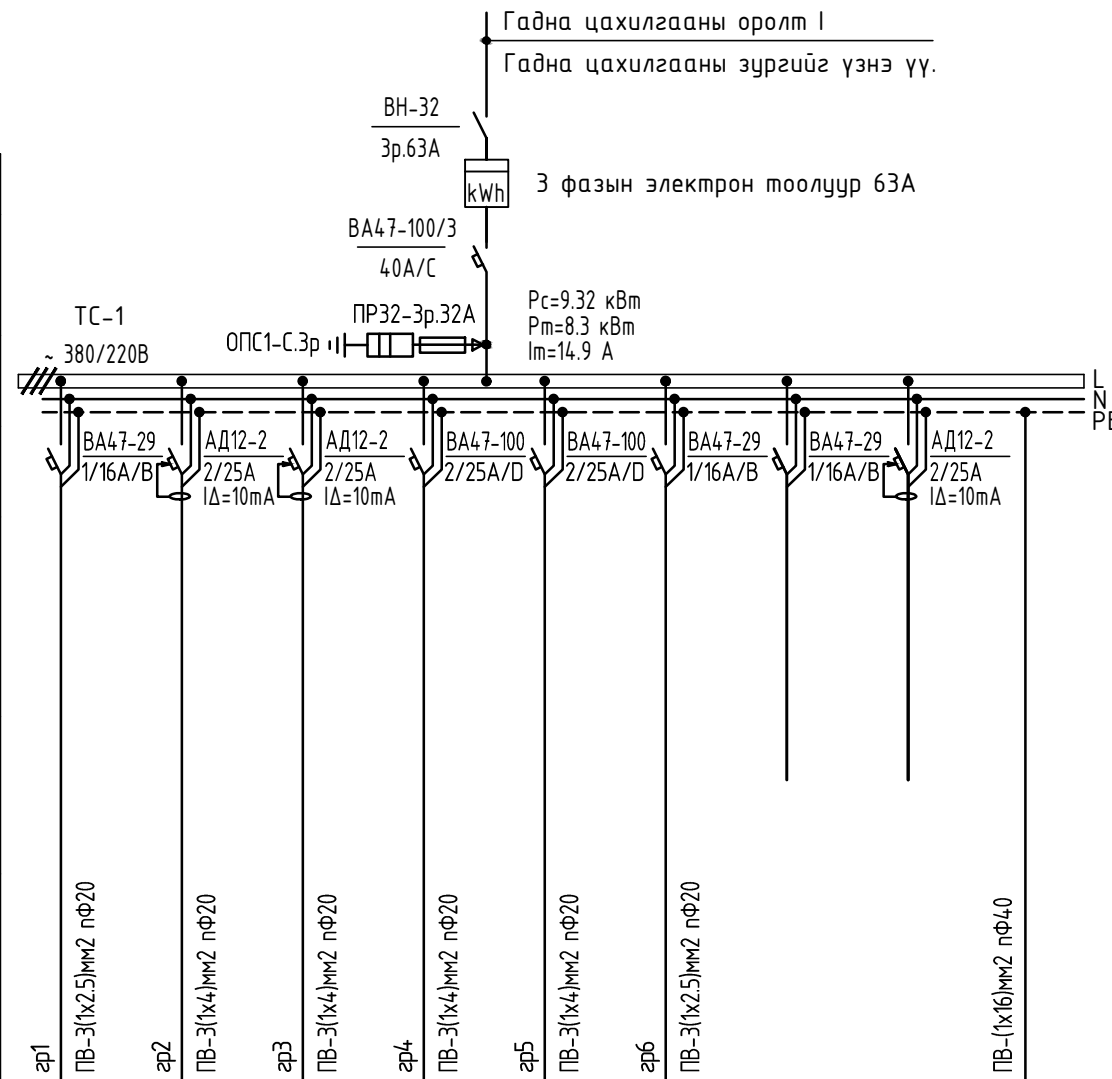 Гадна цахилгааны оролт I
Гадна цахилгааны зургийг үзнэ үү.
ВН-32
3р.63А
kWh
3 фазын электрон тоолуур 63А
ВА47-100/3
40А/С
ТС-1
~ 380/220В
ОПС1-С.3р
ПР32-3р.32А
Рс=9.32 кВт
Рт=8.3 кВт
Iт=14.9 А
L
N
PE
ВА47-29
1/16А/В
АД12-2
2/25А
IΔ=10mA
АД12-2
2/25А
IΔ=10mA
ВА47-100
2/25А/D
ВА47-100
2/25А/D
ВА47-29
1/16А/В
ВА47-29
1/16А/В
АД12-2
2/25А
IΔ=10mA
гр1
ПВ-3(1х2.5)мм2 пФ20
гр2
ПВ-3(1х4)мм2 пФ20
гр3
ПВ-3(1х4)мм2 пФ20
гр4
ПВ-3(1х4)мм2 пФ20
гр5
ПВ-3(1х4)мм2 пФ20
гр6
ПВ-3(1х2.5)мм2 пФ20
ПВ-(1х16)мм2 пФ40